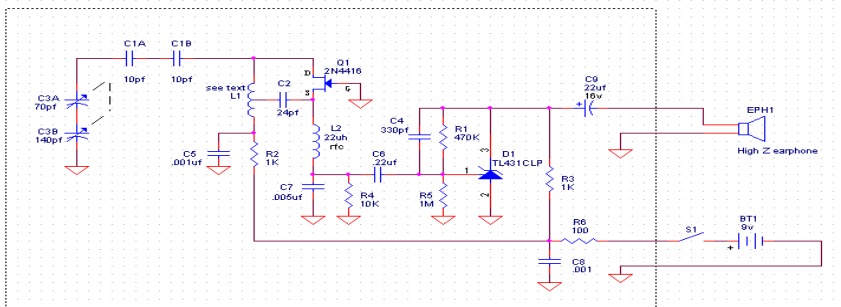 C1A
10pf
C1B
10pf
C3A
70pf
C3B
140pf
see text
L1
C2
24pf
D
S
G
Q1
2N4416
L2
22uh
rfc
C5
.001uf
R2
1K
C7
.005uf
R4
10K
C6
.22uf
C4
330pf
R1
470K
R5
1M
D1
TL431CLP
1
2
3
R3
1K
C9
22uf
16v
+
EPH1
High Z earphone
R6
100
C8
.001
S1
BT1
9v
+